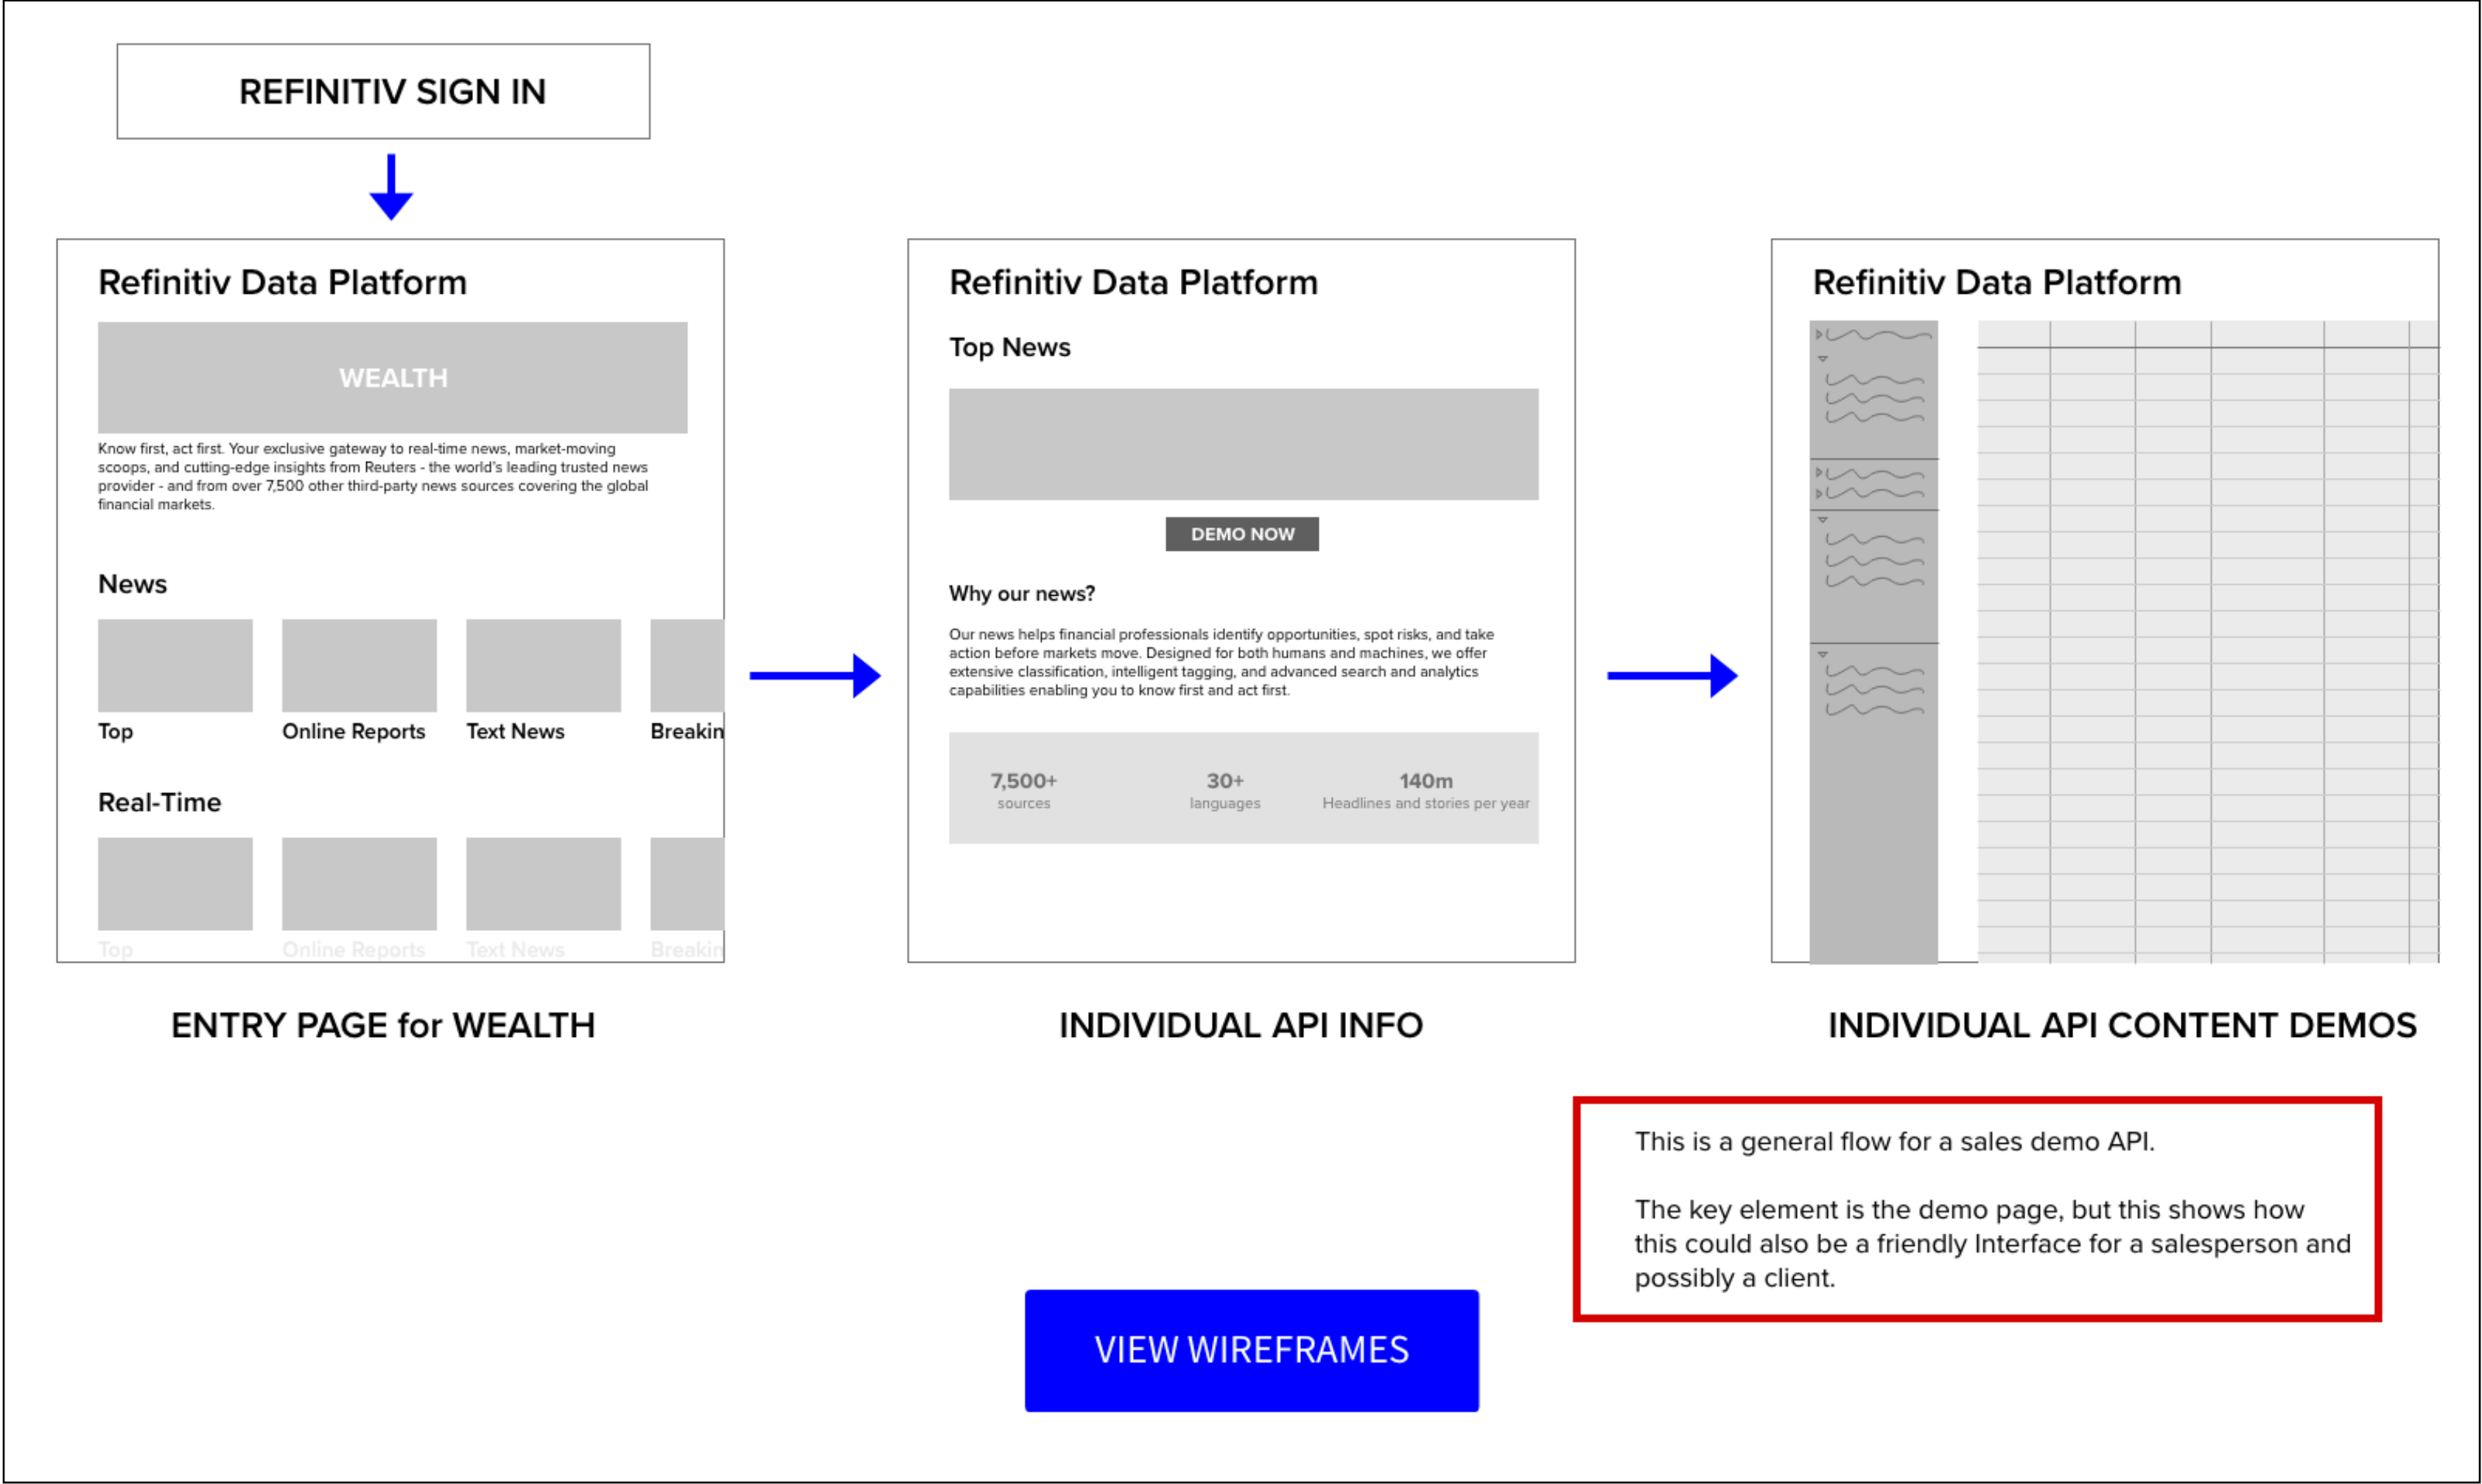 REFINITIV SIGN IN
Refinitiv Data Platform
WEALTH
Know first, act first. Your exclusive gateway to real-time news, market-moving
scoops, and cutting-edge insights from Reuters - the world's leading trusted news
provider - and from over 7,500 other third-party news sources covering the global
financial markets.
News
Top
Online Reports
Text News
Breakin
Real-Time
Top
Online Reports
Text News
Breakin
ENTRY PAGE for WEALTH
Refinitiv Data Platform
Top News
DEMO NOW
Why our news?
Our news helps financial professionals identify opportunities, spot risks, and take
action before markets move. Designed for both humans and machines, we offer
extensive classification, intelligent tagging, and advanced search and analytics
capabilities enabling you to know first and act first.
7,500+
sources
30+
languages
140m
Headlines and stories per year
INDIVIDUAL API INFO
Refinitiv Data Platform
INDIVIDUAL API CONTENT DEMOS
This is a general flow for a sales demo API.
The key element is the demo page, but this shows how
this could also be a friendly Interface for a salesperson and
possibly a client.
VIEW WIREFRAMES